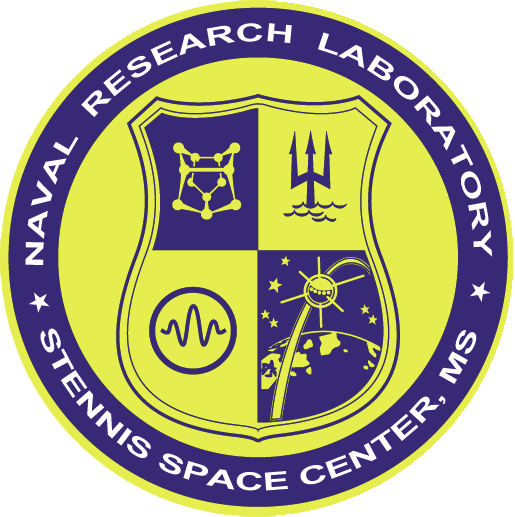 NAVAL RESEARCH LABORATORY
STENNIS SPACE CENTER, MS